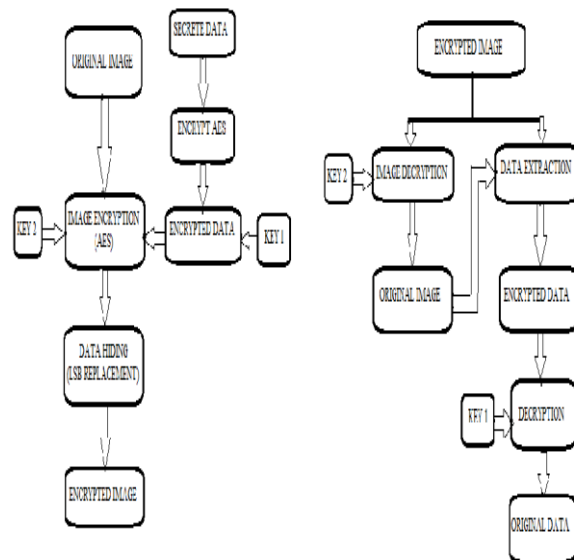 SECRETE DATA
ORIGINAL IMAGE
ENCRYPT AES
KEY 2
IMAGE ENCRYPTION
(AES)
ENCRYPTED DATA
KEY 1
DATA HIDING
(LSB REPLACEMENT)
ENCRYPTED IMAGE
ENCRYPTED IMAGE
KEY 2
IMAGE DECRYPTION
DATA EXTRACTION
ORIGINAL IMAGE
ENCRYPTED DATA
KEY 1
DECRYPTION
ORIGINAL DATA